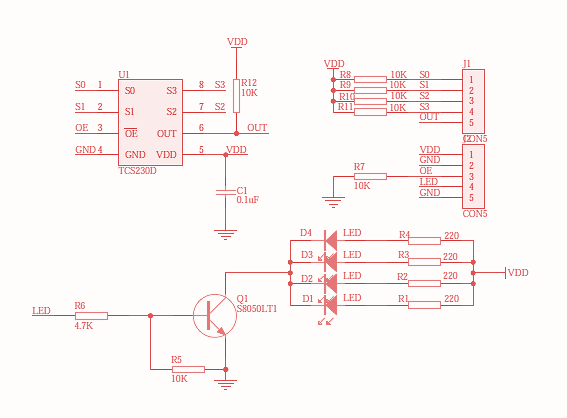 VDD
U1
S0 1 S0 S3 8 S3
R12
10K
S1 2 S1 S2 7 S2
OE 3 OE OUT 6 OUT
GND 4 GND VDD 5 VDD
TCS230D
C1
0.1uF
J1
VDD
R8 10K S0 1
R9 10K S1 2
R10 10K S2 3
R11 10K S3 4
OUT 5
CON5
VDD 1
GND 2
R7 OE 3
10K LED 4
GND 5
CON5
D4 LED R4 220
D3 LED R3 220
VDD
D2 LED R2 220
D1 LED R1 220
Q1
S8050LT1
LED R6
4.7K
R5
10K